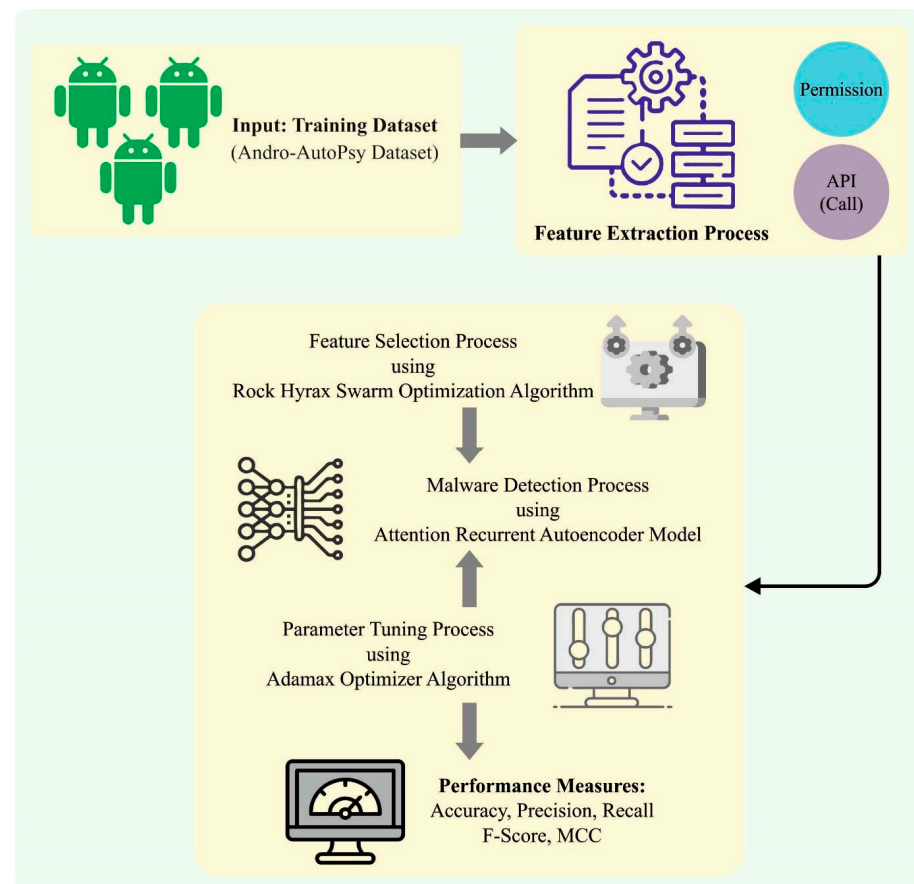 Input: Training Dataset
(Andro-AutoPsy Dataset)
Permission
API
(Call)
Feature Extraction Process
Feature Selection Process
using
Rock Hyrax Swarm Optimization Algorithm
Malware Detection Process
using
Attention Recurrent Autoencoder Model
Parameter Tuning Process
using
Adamax Optimizer Algorithm
Performance Measures:
Accuracy, Precision, Recall
F-Score, MCC